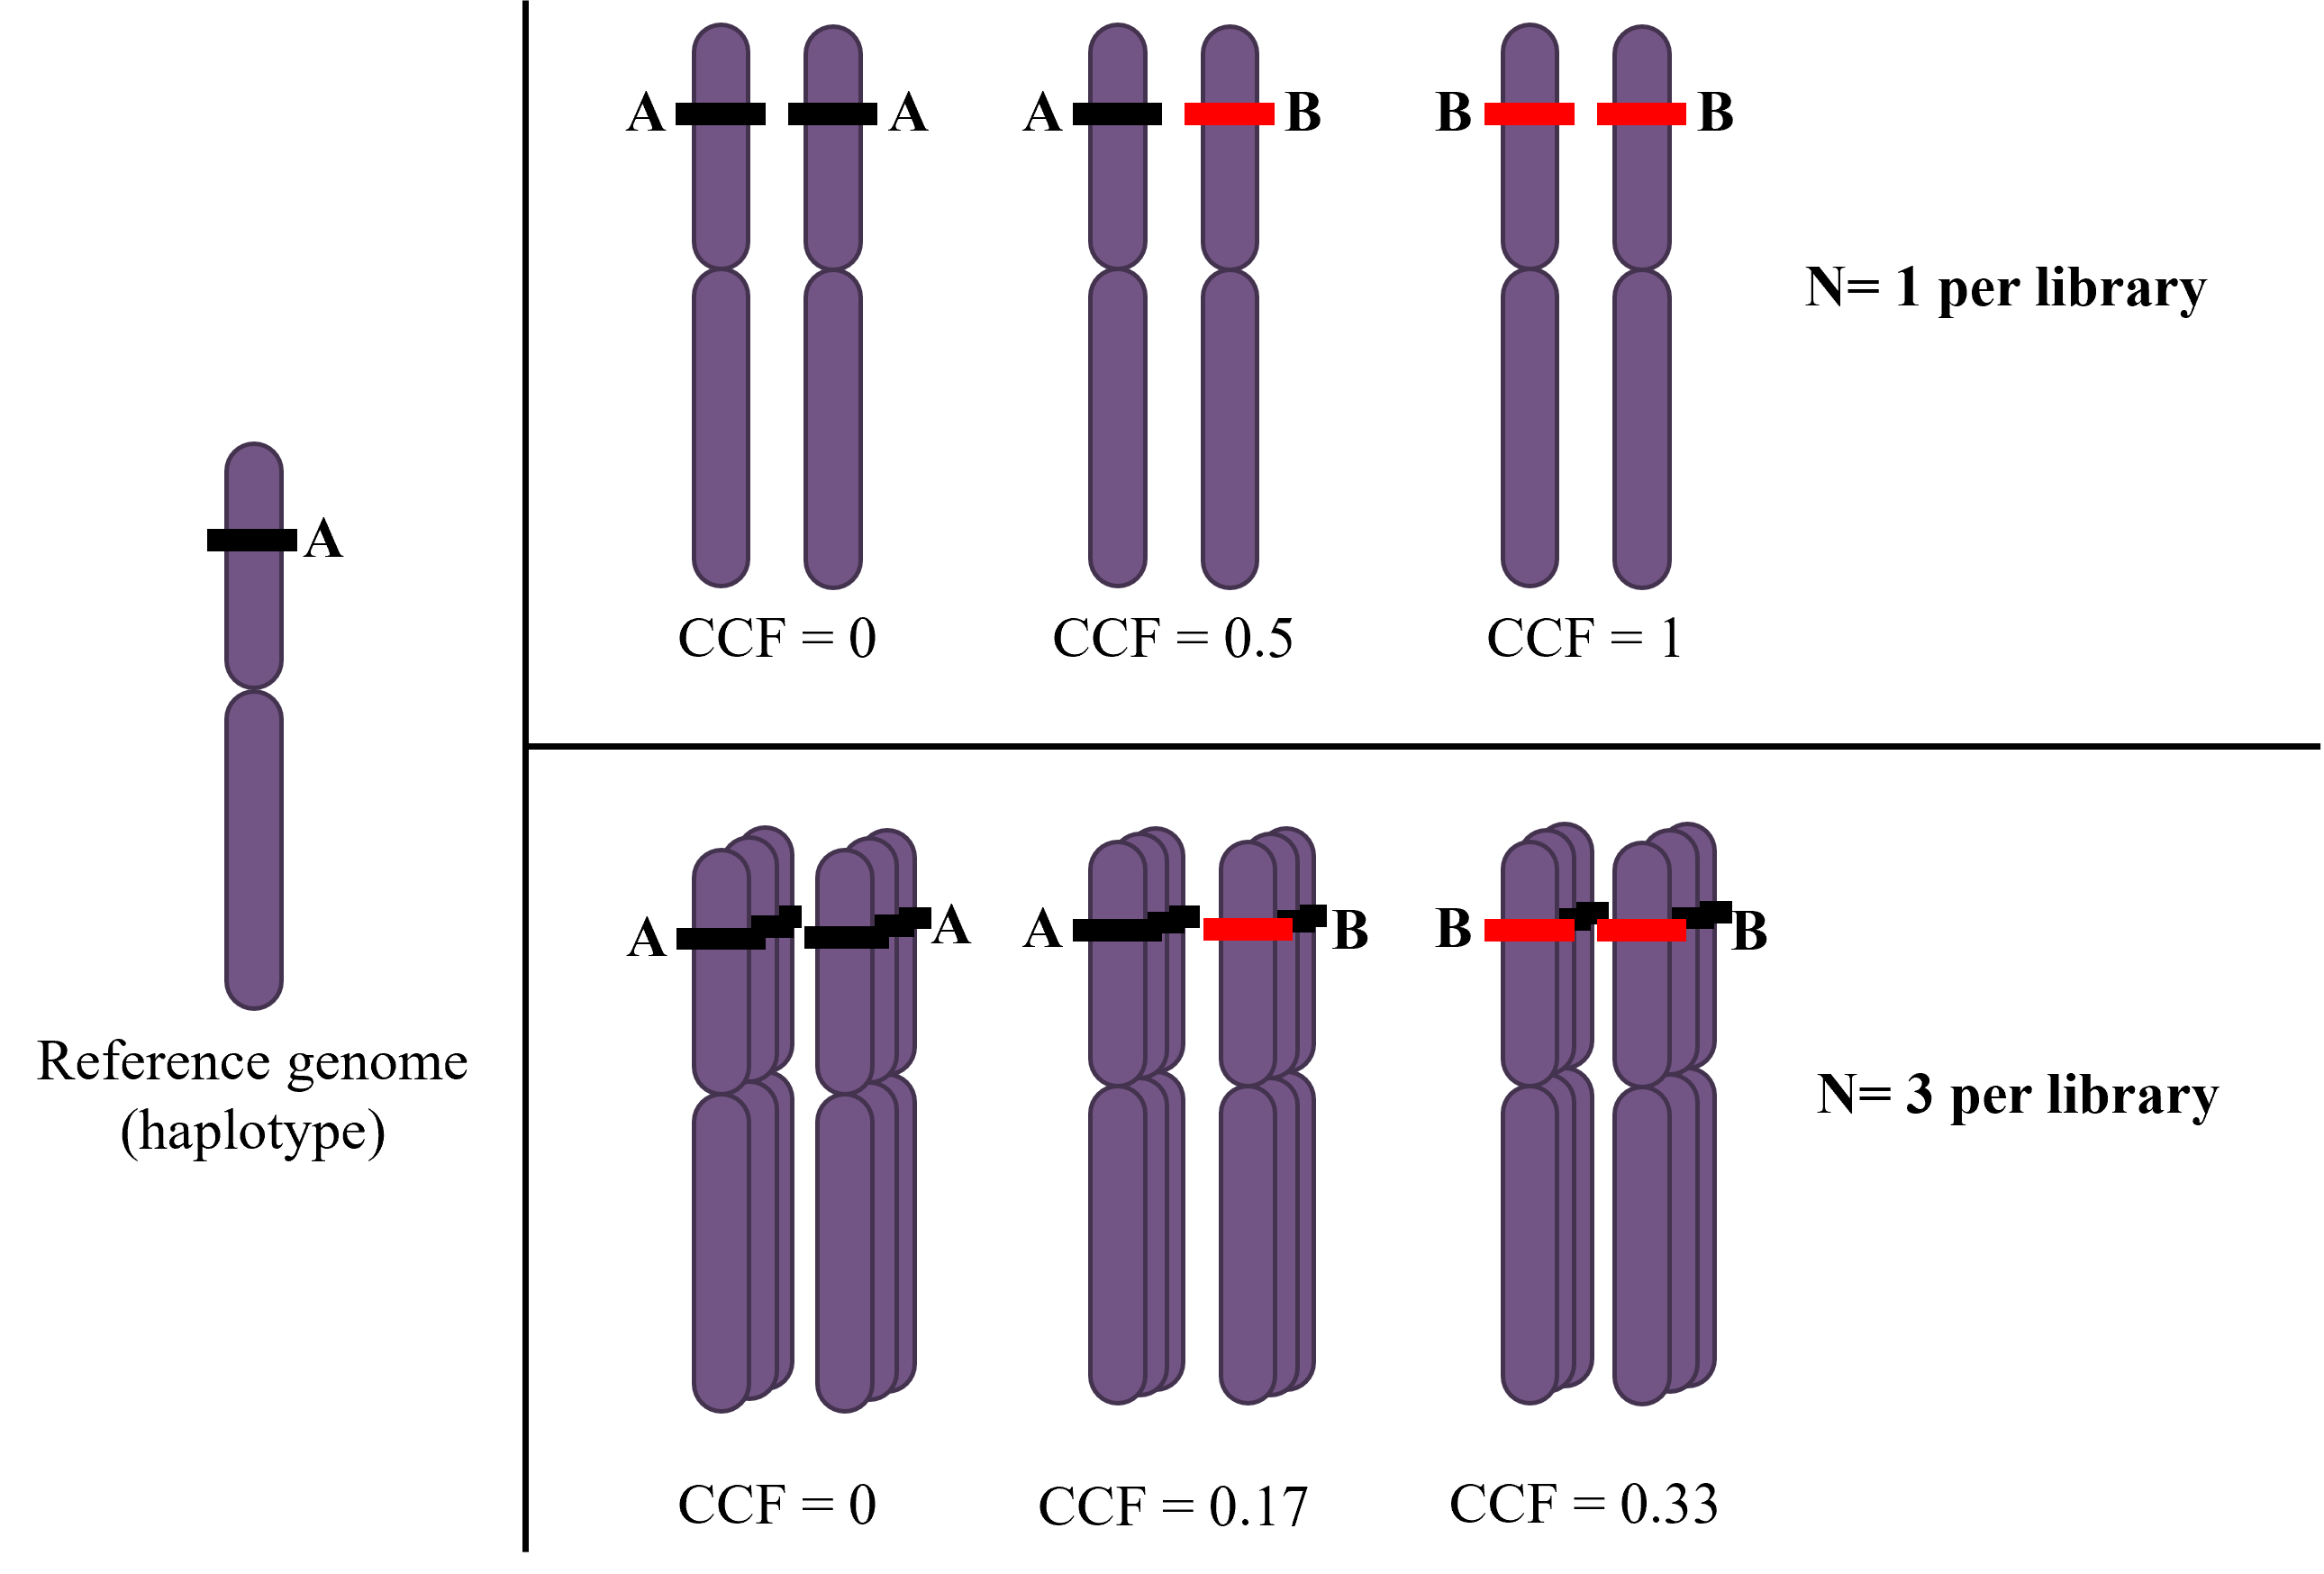 A
Reference genome
(haplotype)
A A A B B B
N= 1 per library
CCF = 0 CCF = 0.5 CCF = 1
A A A B B B
N= 3 per library
CCF = 0 CCF = 0.17 CCF = 0.33